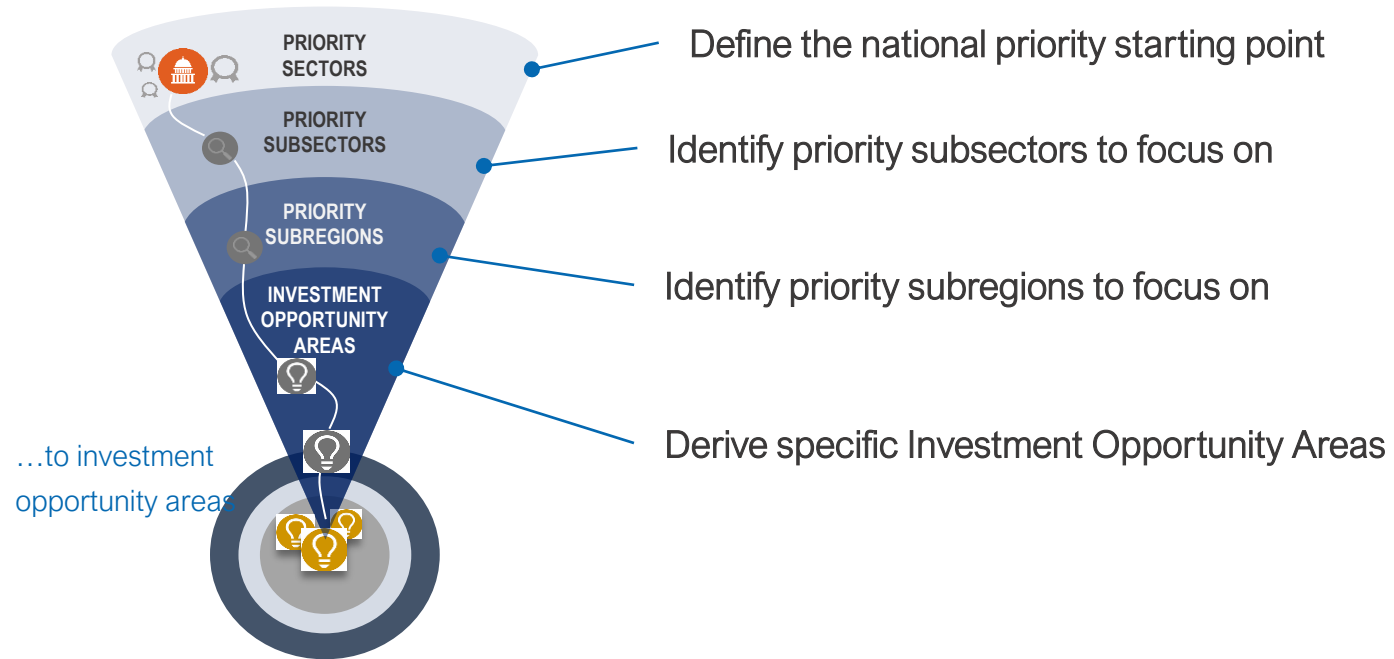 PRIORITY
SECTORS
Define the national priority starting point
PRIORITY
SUBSECTORS
Identify priority subsectors to focus on
PRIORITY
SUBREGIONS
Identify priority subregions to focus on
INVESTMENT
OPPORTUNITY
AREAS
Derive specific Investment Opportunity Areas
…to investment
opportunity areas